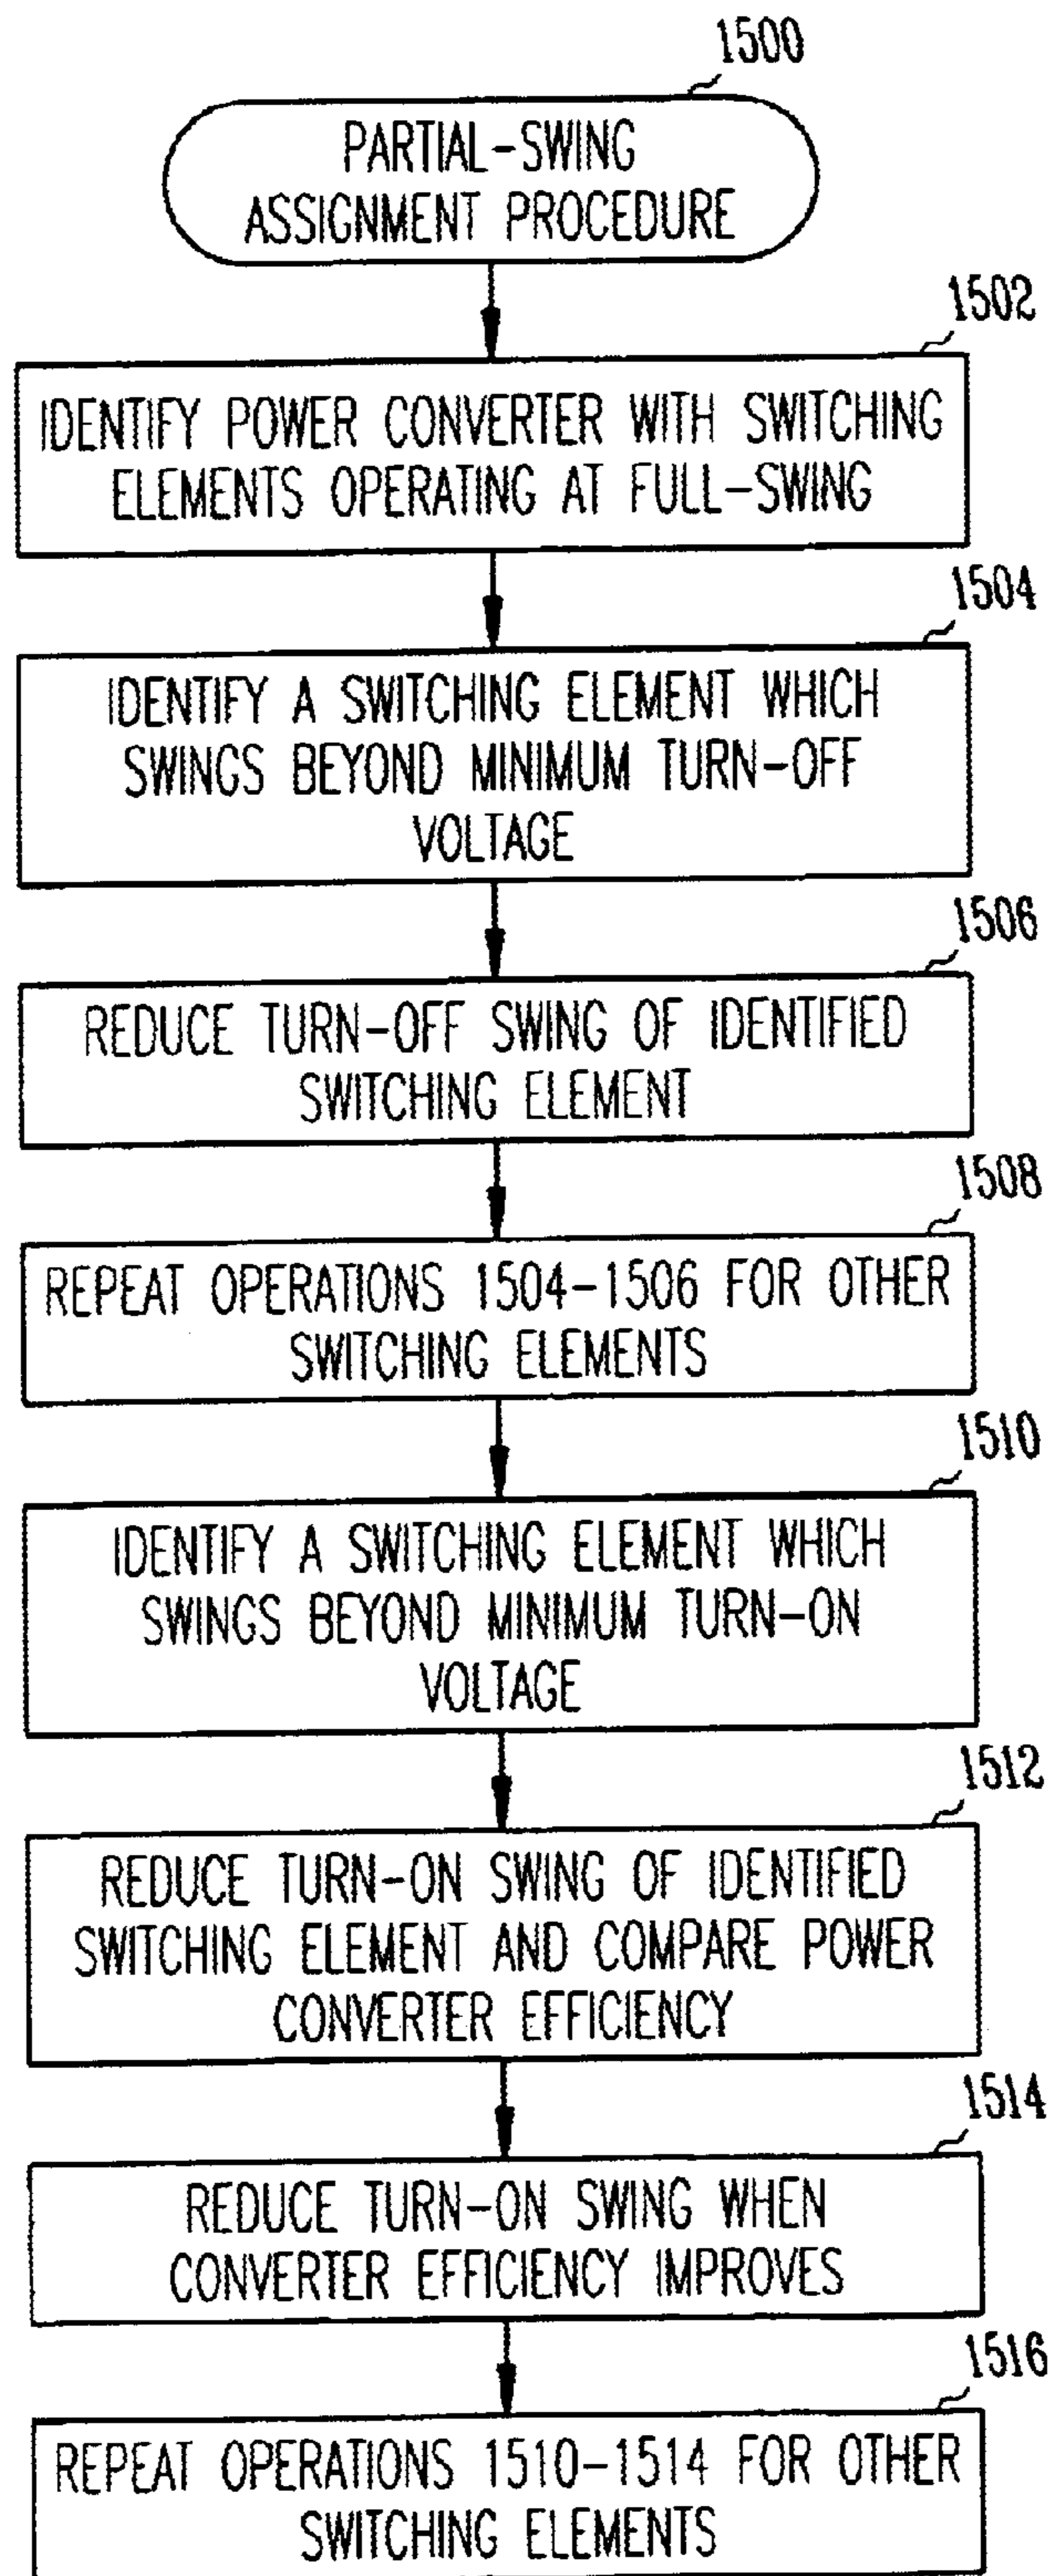 1500
PARTIAL-SWING
ASSIGNMENT PROCEDURE
1502
IDENTIFY POWER CONVERTER WITH SWITCHING
ELEMENTS OPERATING AT FULL-SWING
1504
IDENTIFY A SWITCHING ELEMENT WHICH
SWINGS BEYOND MINIMUM TURN-OFF
VOLTAGE
1506
REDUCE TURN-OFF SWING OF IDENTIFIED
SWITCHING ELEMENT
1508
REPEAT OPERATIONS 1504-1506 FOR OTHER
SWITCHING ELEMENTS
1510
IDENTIFY A SWITCHING ELEMENT WHICH
SWINGS BEYOND MINIMUM TURN-ON
VOLTAGE
1512
REDUCE TURN-ON SWING OF IDENTIFIED
SWITCHING ELEMENT AND COMPARE POWER
CONVERTER EFFICIENCY
1514
REDUCE TURN-ON SWING WHEN
CONVERTER EFFICIENCY IMPROVES
1516
REPEAT OPERATIONS 1510-1514 FOR OTHER
SWITCHING ELEMENTS